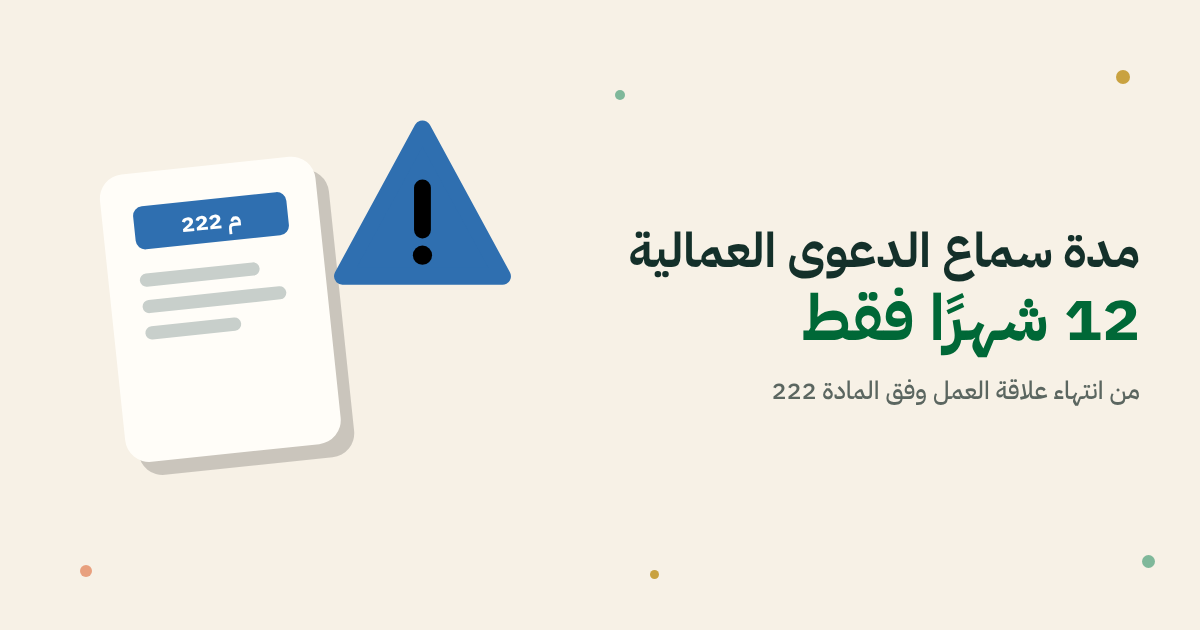 م 222
مدة سماع الدعوى العمالية
12 شهرًا فقط
من انتهاء علاقة العمل وفق المادة 222